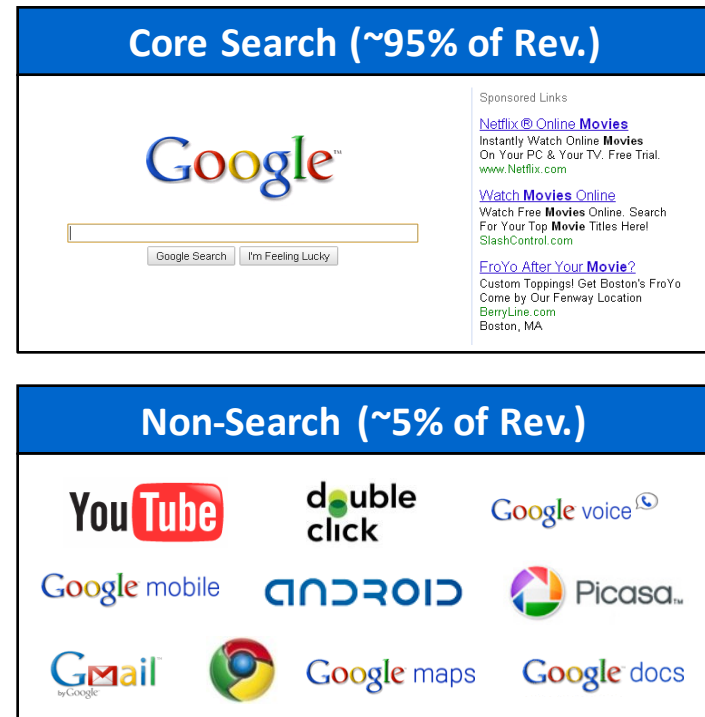 Core Search (~95% of Rev.)
Google™
Google Search
I'm Feeling Lucky
Sponsored Links
Netflix ® Online Movies
Instantly Watch Online Movies
On Your PC & Your TV. Free Trial.
www.Netflix.com
Watch Movies Online
Watch Free Movies Online. Search
For Your Top Movie Titles Here!
SlashControl.com
FroYo After Your Movie?
Custom Toppings! Get Boston's FroYo
Come by Our Fenway Location
BerryLine.com
Boston, MA
Non-Search (~5% of Rev.)
YouTube
double
click
Google voice
Google mobile
ANDROID
Picasa™
Gmail™
by Google
Google maps
Google docs